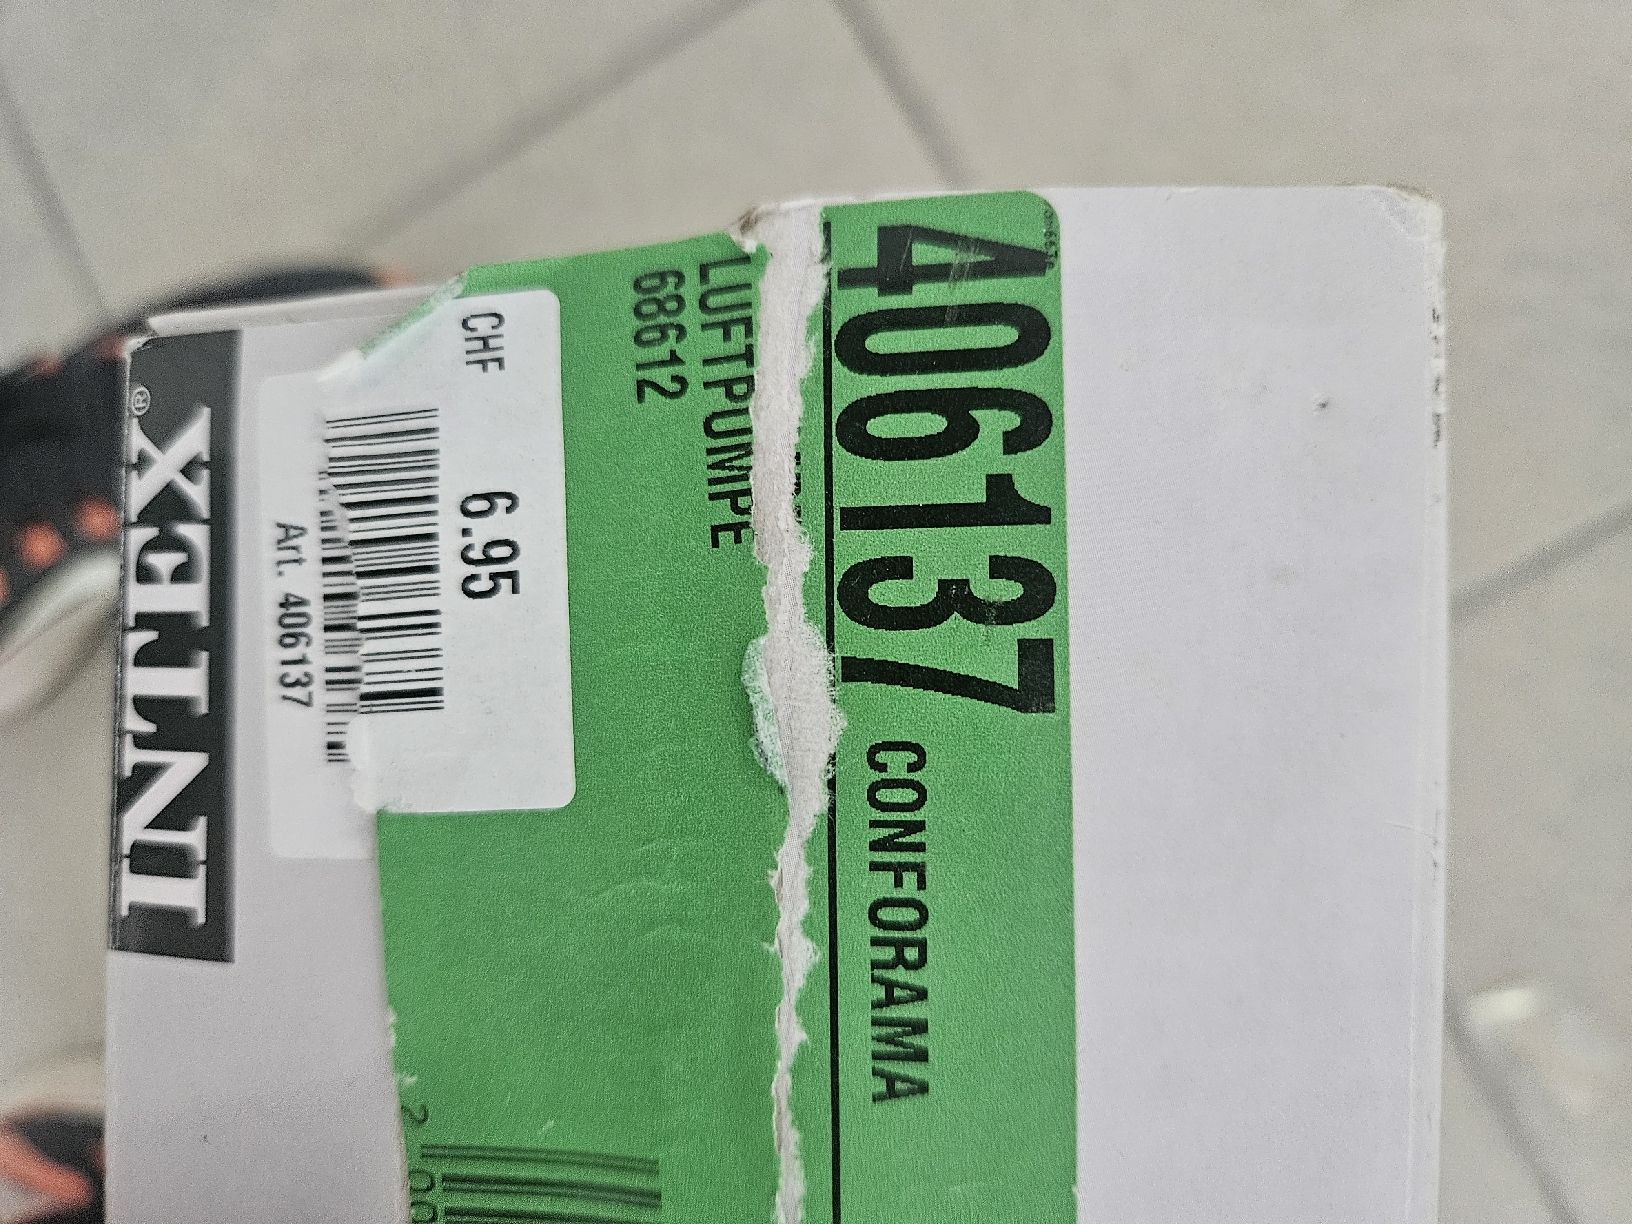 406137 CONFORAMA
LUFTPUMPE
68612
CHF
6.95
Art. 406137
INTEX®